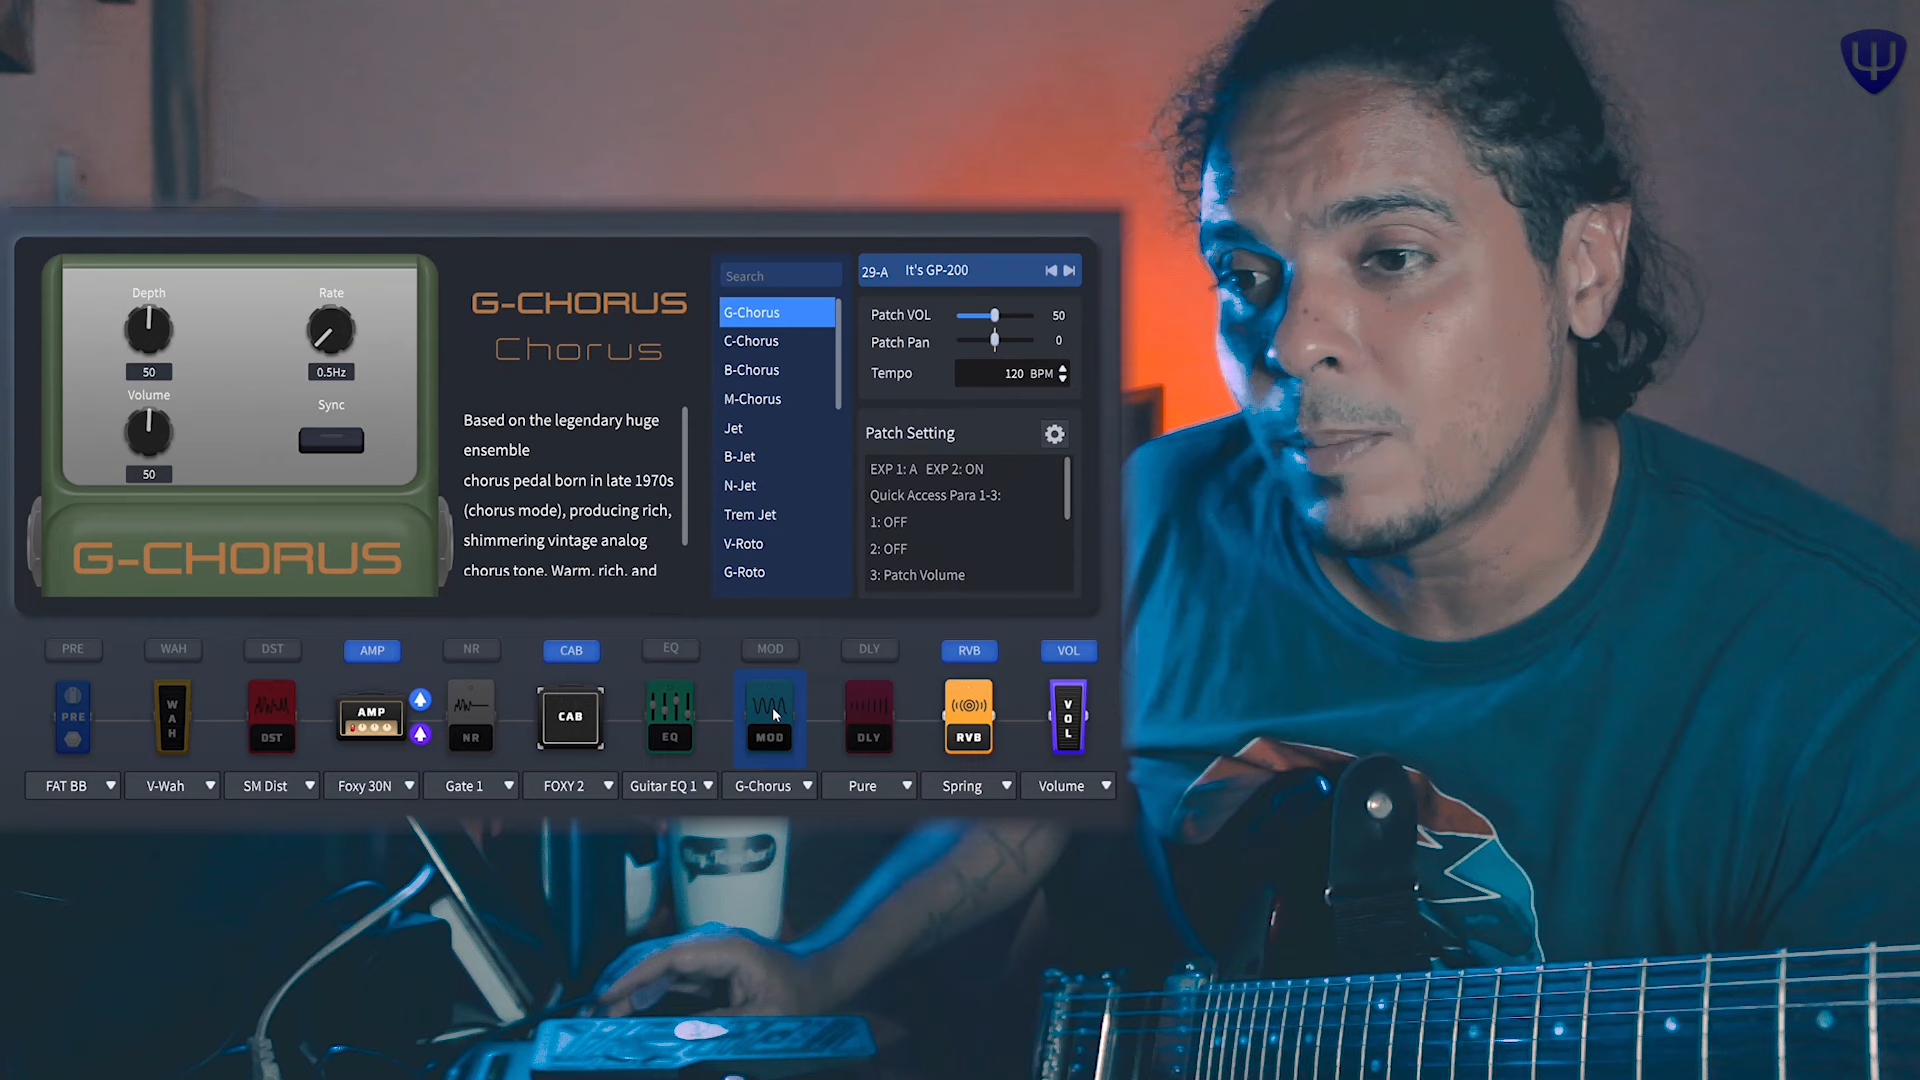 Depth
Rate
50
0.5Hz
Volume
Sync
50
G-CHORUS
G-CHORUS
Chorus
Based on the legendary huge
ensemble
chorus pedal born in late 1970s
(chorus mode), producing rich,
shimmering vintage analog
chorus tone. Warm, rich, and
Search
G-Chorus
C-Chorus
B-Chorus
M-Chorus
Jet
B-Jet
N-Jet
Trem Jet
V-Roto
G-Roto
29-A It's GP-200
Patch VOL 50
Patch Pan 0
Tempo 120 BPM
Patch Setting
EXP 1: A EXP 2: ON
Quick Access Para 1-3:
1: OFF
2: OFF
3: Patch Volume
PRE WAH DST AMP NR CAB EQ MOD DLY RVB VOL
PRE WAH DST AMP NR CAB EQ MOD DLY RVB VOL
FAT BB V-Wah SM Dist Foxy 30N Gate 1 FOXY 2 Guitar EQ 1 G-Chorus Pure Spring Volume